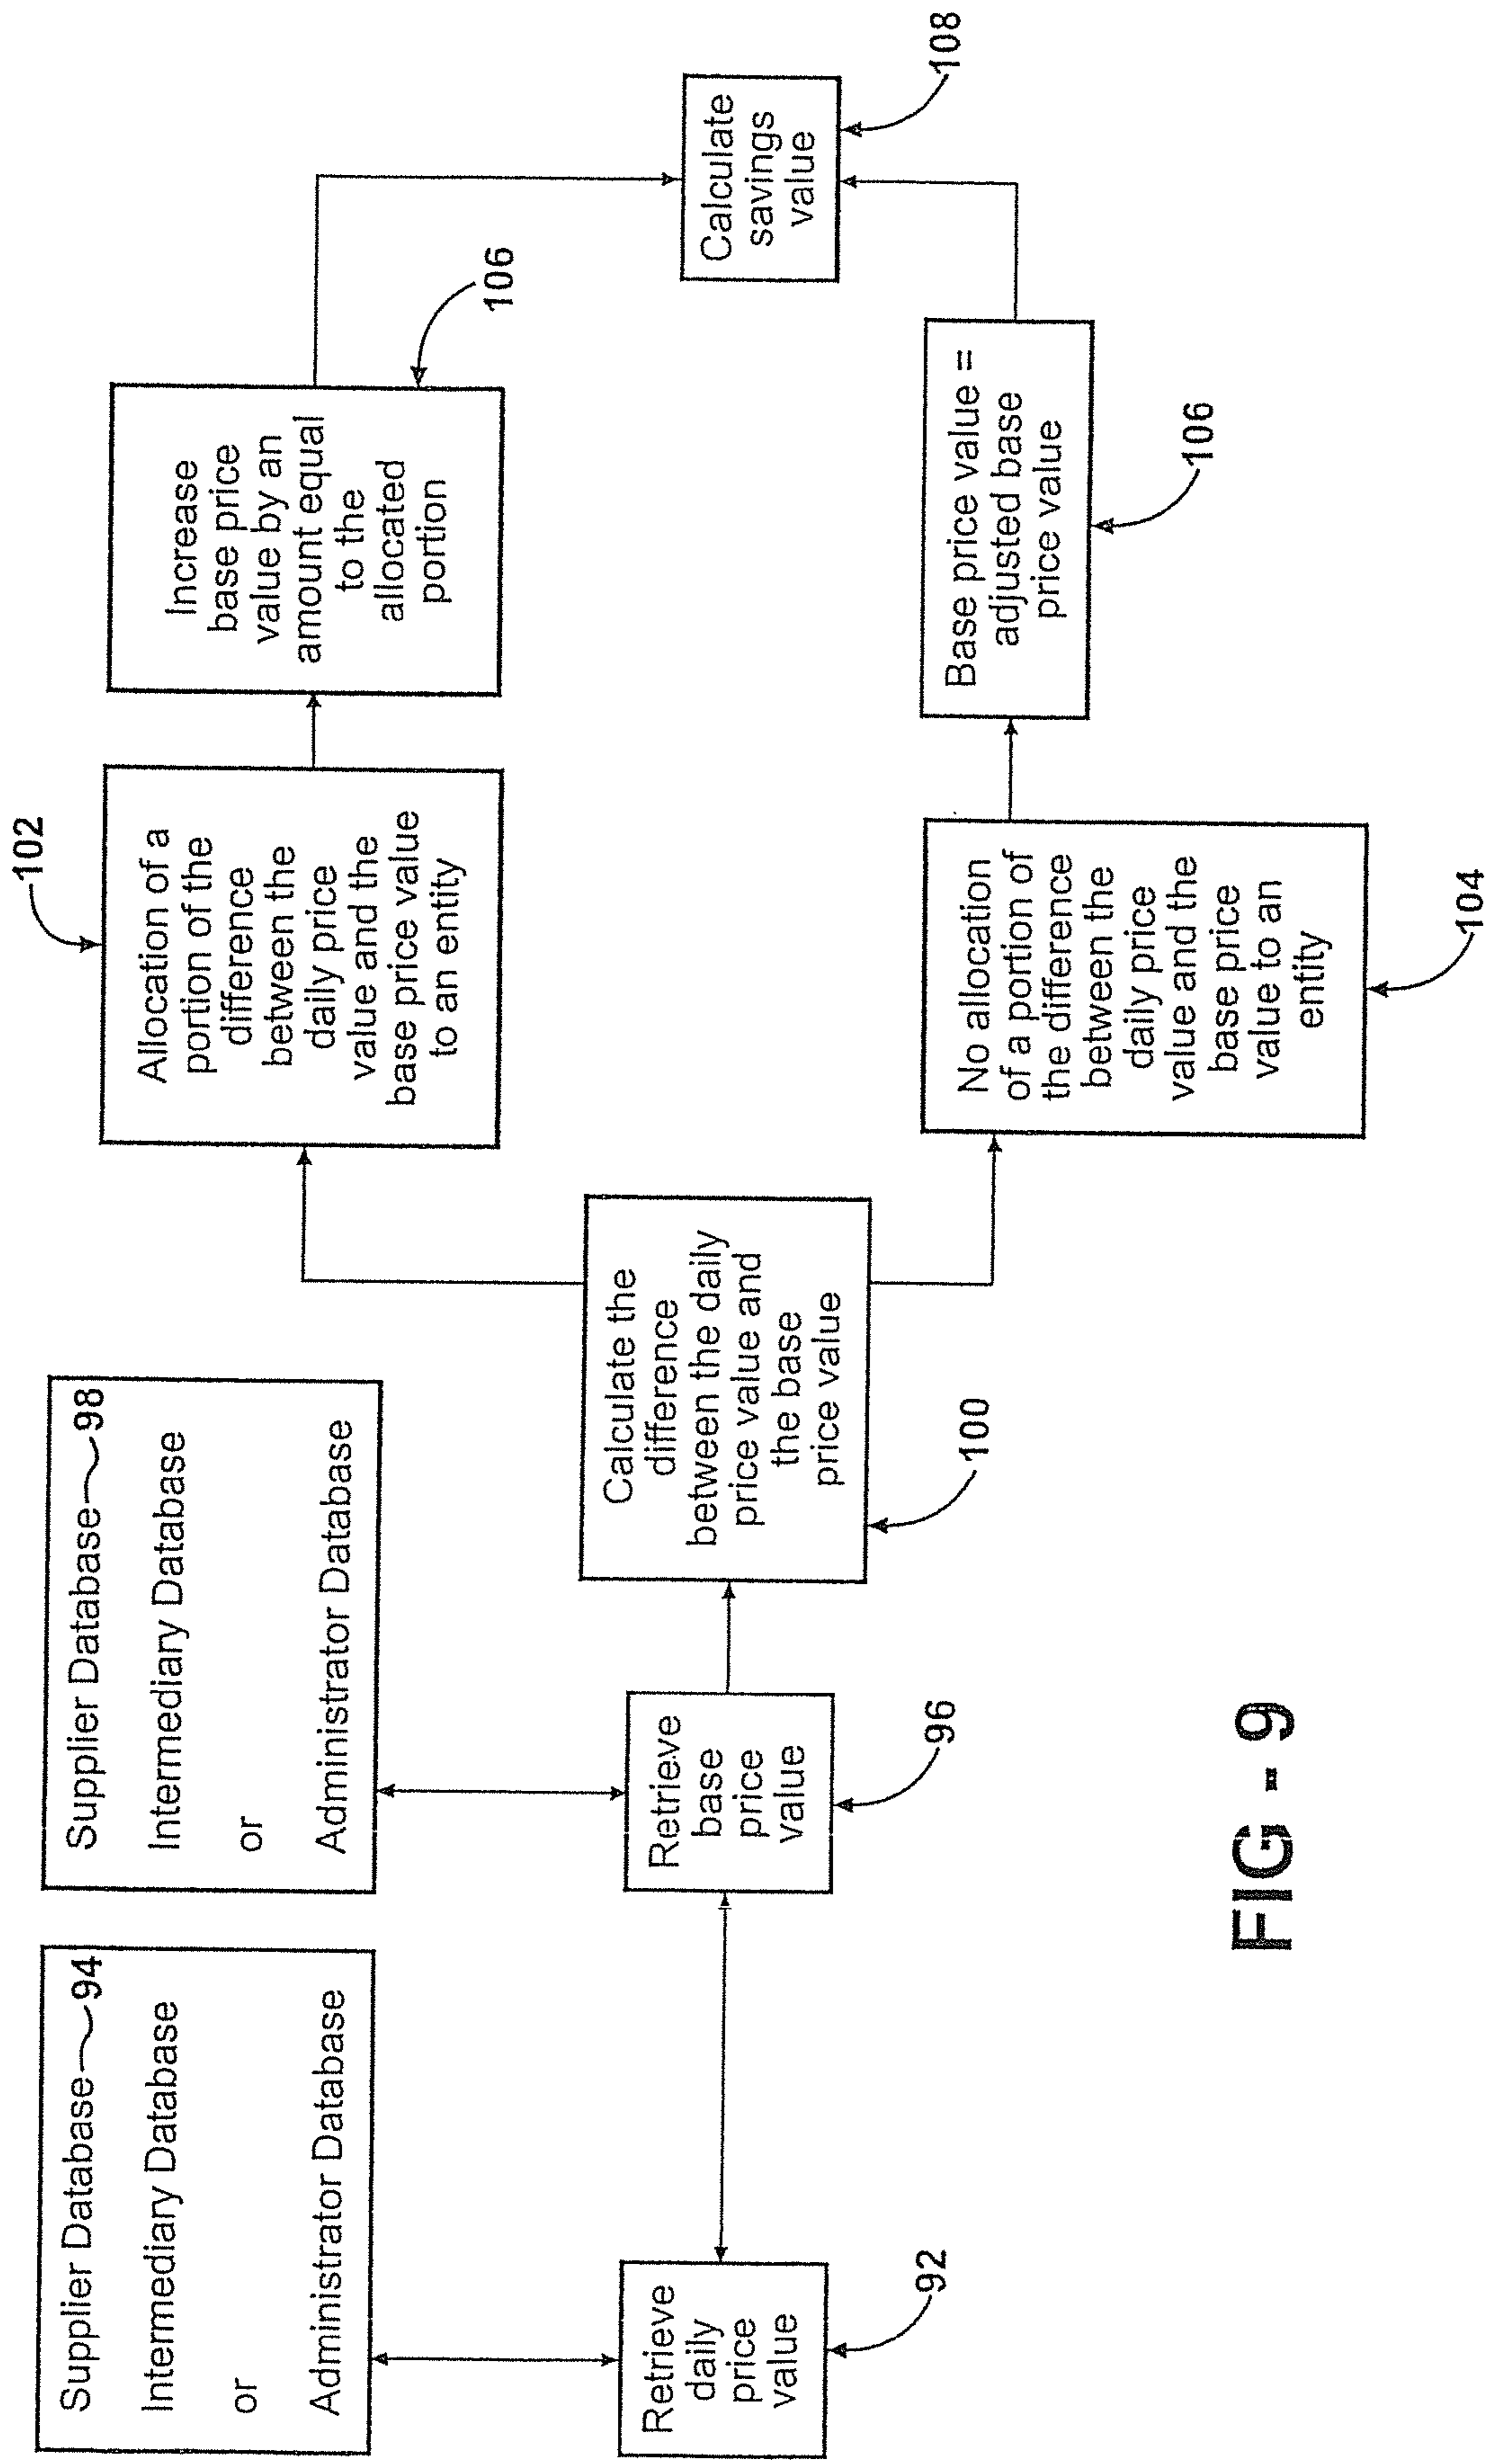 Supplier Database 94
Intermediary Database
or
Administrator Database
Supplier Database 98
Intermediary Database
or
Administrator Database
Retrieve
daily
price
value
92
Retrieve
base
price
value
96
Calculate the
difference
between the daily
price value and
the base
price value
100
102
Allocation of a
portion of the
difference
between the
daily price
value and the
base price value
to an entity
No allocation
of a portion of
the difference
between the
daily price
value and the
base price
value to an
entity
104
Increase
base price
value by an
amount equal
to the
allocated
portion
106
Base price value =
adjusted base
price value
106
Calculate
savings
value
108
FIG - 9